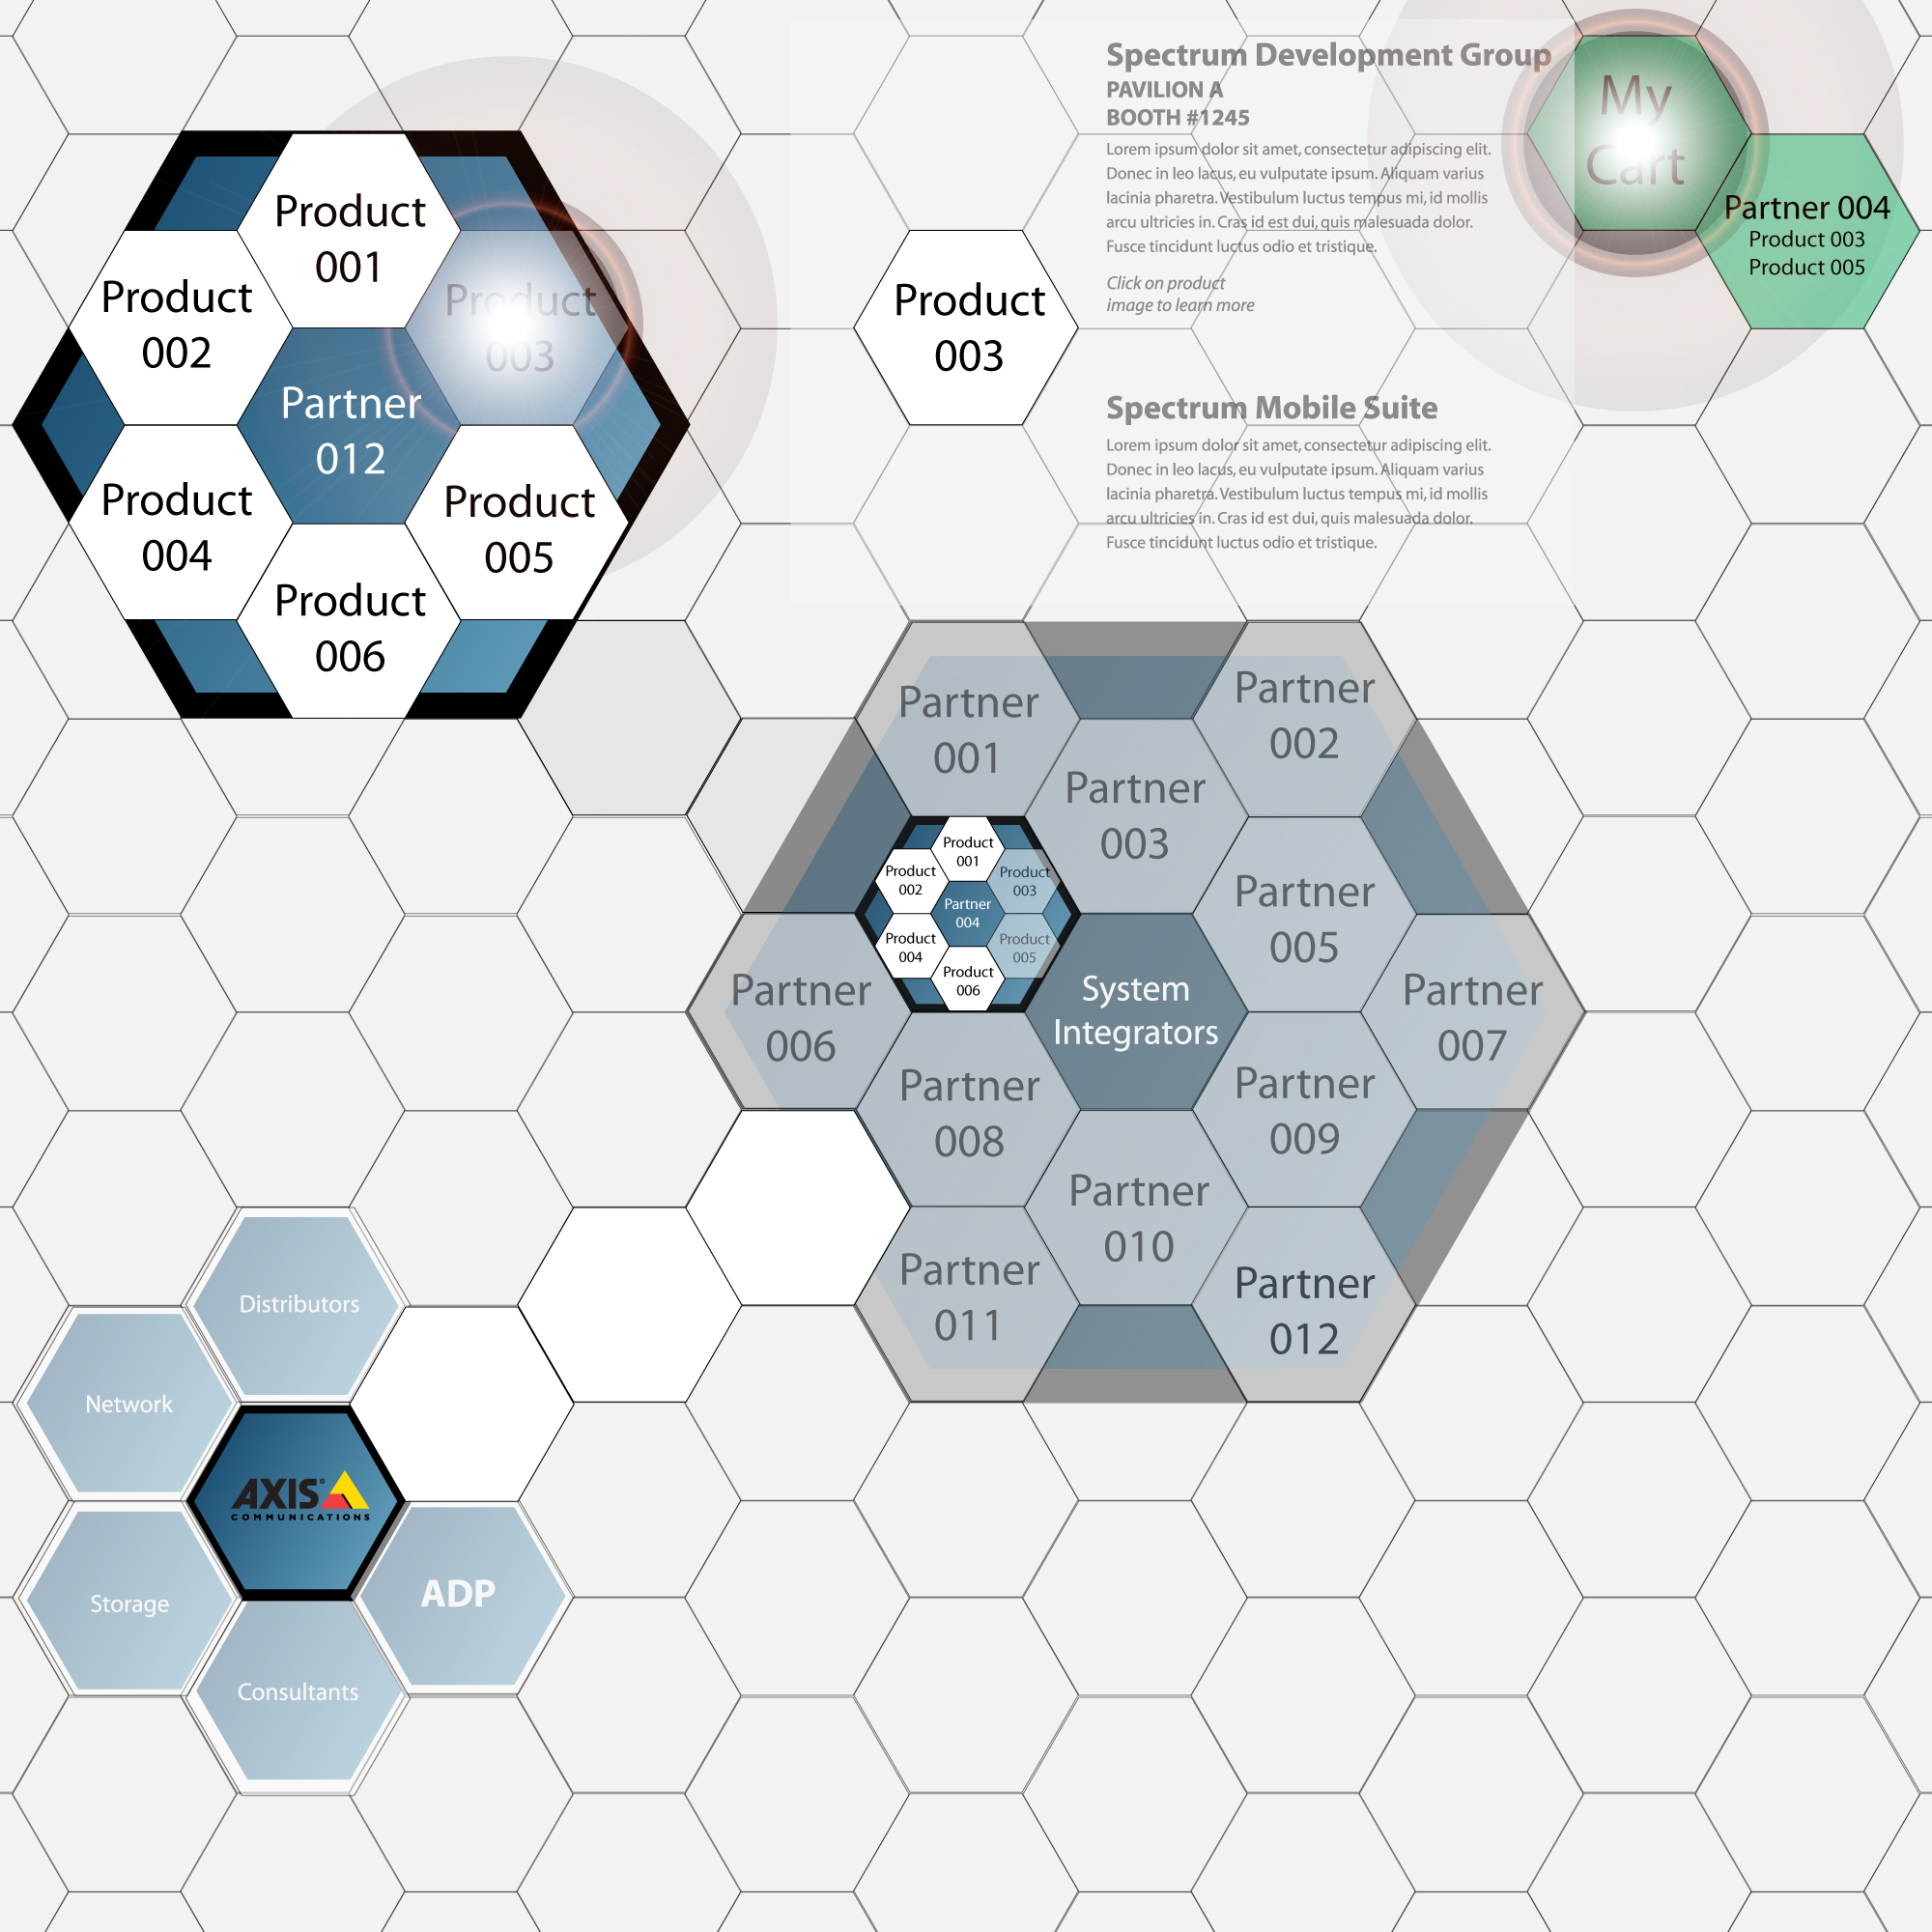 Spectrum Development Group
PAVILION A
BOOTH #1245
Lorem ipsum dolor sit amet, consectetur adipiscing elit.
Donec in leo lacus, eu vulputate ipsum. Aliquam varius
lacinia pharetra. Vestibulum luctus tempus mi, id mollis
arcu ultricies in. Cras id est dui, quis malesuada dolor.
Fusce tincidunt luctus odio et tristique.
Click on product
image to learn more
My
Cart
Partner 004
Product 003
Product 005
Product
001
Product
002
Product
003
Partner
012
Product
004
Product
005
Product
006
Product
003
Spectrum Mobile Suite
Lorem ipsum dolor sit amet, consectetur adipiscing elit.
Donec in leo lacus, eu vulputate ipsum. Aliquam varius
lacinia pharetra. Vestibulum luctus tempus mi, id mollis
arcu ultricies in. Cras id est dui, quis malesuada dolor.
Fusce tincidunt luctus odio et tristique.
Partner
001
Partner
002
Partner
003
Product
001
Product
002
Product
003
Partner
004
Product
004
Product
005
Product
006
Partner
005
Partner
006
System
Integrators
Partner
007
Partner
008
Partner
009
Partner
010
Partner
011
Partner
012
Distributors
Network
AXIS
COMMUNICATIONS
Storage
ADP
Consultants